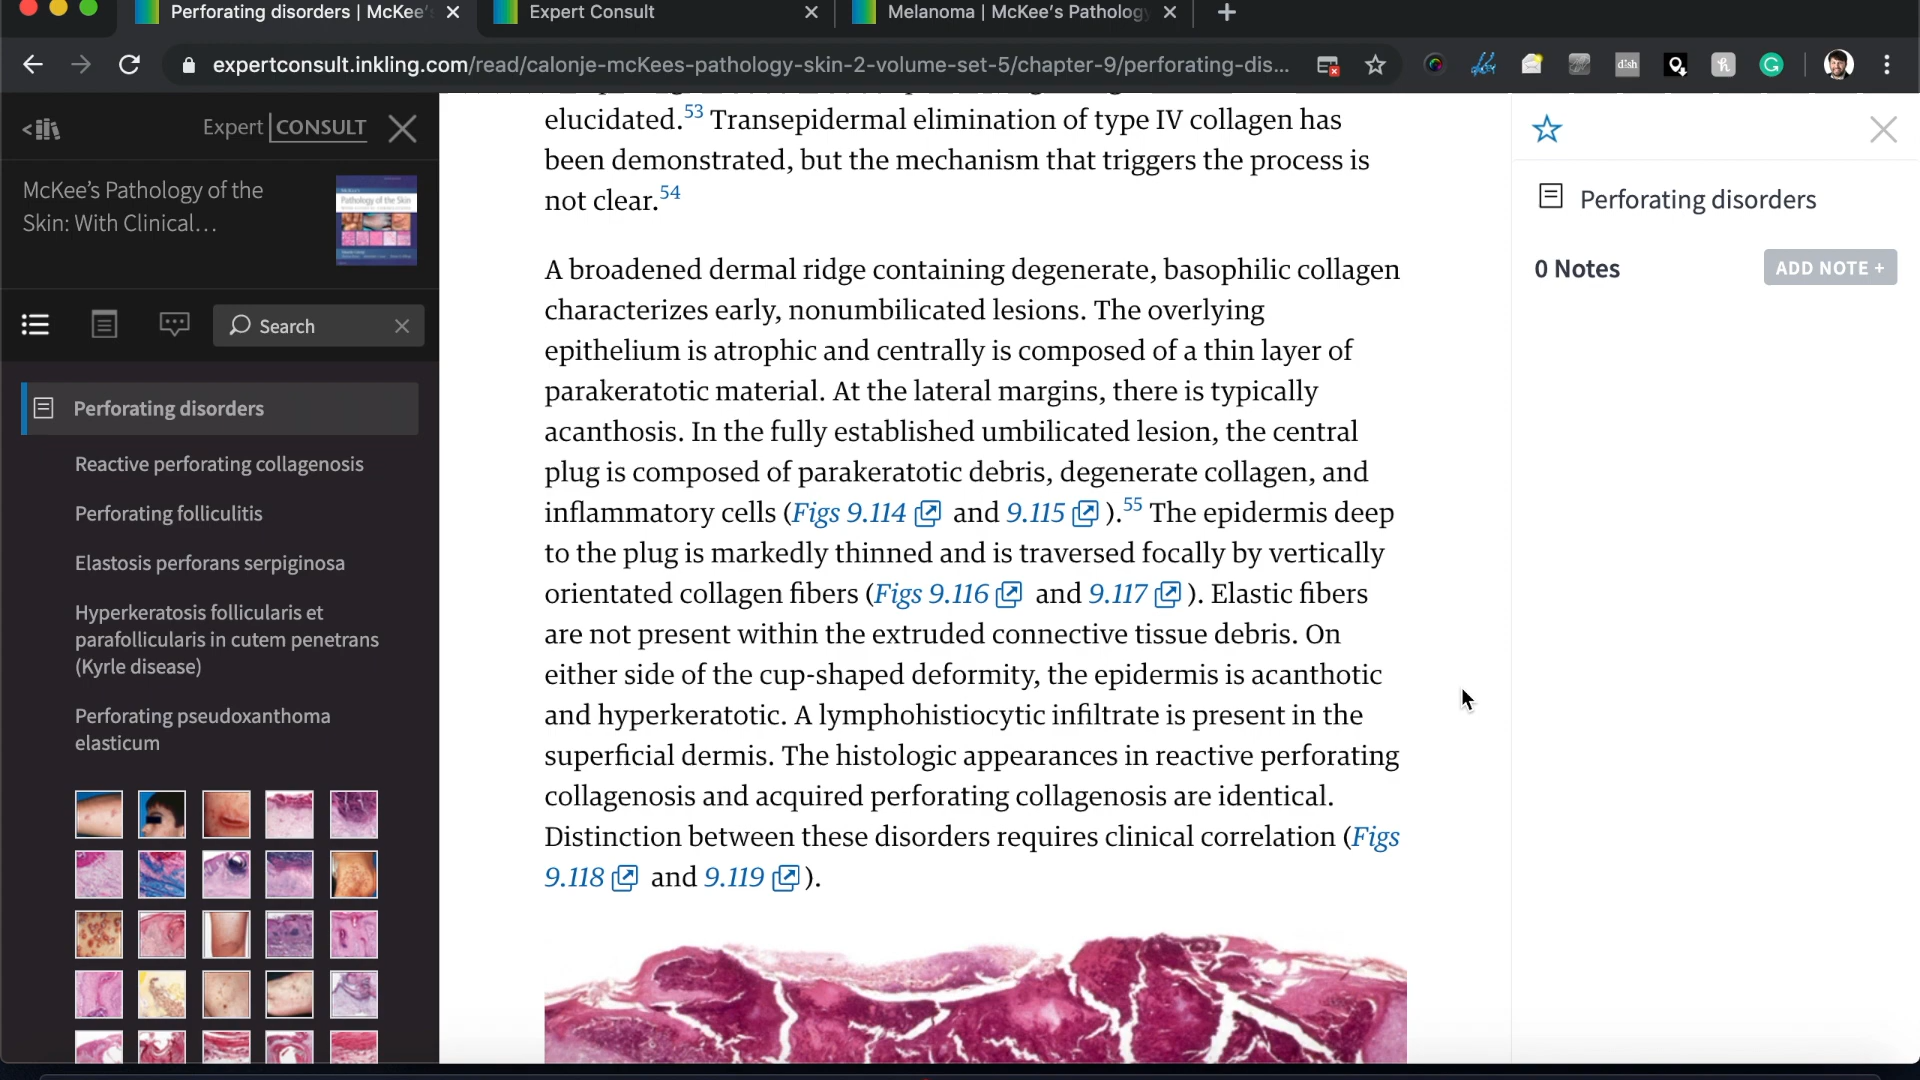 Perforating disorders | McKee'
Expert Consult
Melanoma | McKee's Pathology
expertconsult.inkling.com/read/calonje-mcKees-pathology-skin-2-volume-set-5/chapter-9/perforating-dis...
dish
Expert CONSULT
McKee's Pathology of the
Skin: With Clinical...
Pathology of the Skin
Search
Perforating disorders
Reactive perforating collagenosis
Perforating folliculitis
Elastosis perforans serpiginosa
Hyperkeratosis follicularis et
parafollicularis in cutem penetrans
(Kyrle disease)
Perforating pseudoxanthoma
elasticum
elucidated.53 Transepidermal elimination of type IV collagen has
been demonstrated, but the mechanism that triggers the process is
not clear.54
A broadened dermal ridge containing degenerate, basophilic collagen
characterizes early, nonumbilicated lesions. The overlying
epithelium is atrophic and centrally is composed of a thin layer of
parakeratotic material. At the lateral margins, there is typically
acanthosis. In the fully established umbilicated lesion, the central
plug is composed of parakeratotic debris, degenerate collagen, and
inflammatory cells (Figs 9.114 and 9.115 ).55 The epidermis deep
to the plug is markedly thinned and is traversed focally by vertically
orientated collagen fibers (Figs 9.116 and 9.117 ). Elastic fibers
are not present within the extruded connective tissue debris. On
either side of the cup-shaped deformity, the epidermis is acanthotic
and hyperkeratotic. A lymphohistiocytic infiltrate is present in the
superficial dermis. The histologic appearances in reactive perforating
collagenosis and acquired perforating collagenosis are identical.
Distinction between these disorders requires clinical correlation (Figs
9.118 and 9.119 ).
Perforating disorders
0 Notes
ADD NOTE +